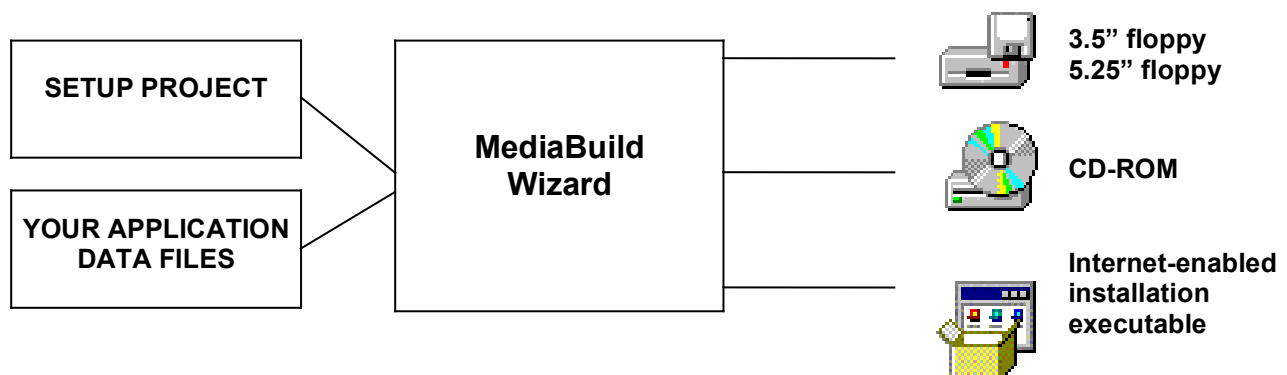 SETUP PROJECT
YOUR APPLICATION
DATA FILES
MediaBuild
Wizard
3.5” floppy
5.25” floppy
CD-ROM
Internet-enabled
installation
executable